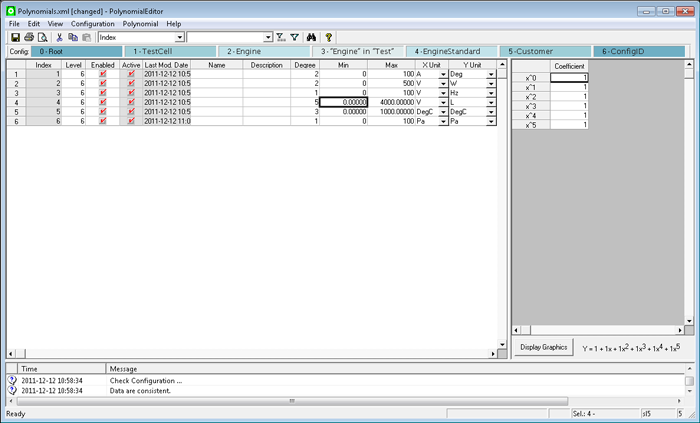 Polynomials.xml [changed] - PolynomialEditor
File Edit View Configuration Polynomial Help
Index
Config: 0 - Root 1 - TestCell 2 - Engine 3 - "Engine" in "Test" 4 - EngineStandard 5 - Customer 6 - ConfigID
Index Level Enabled Active Last Mod. Date Name Description Degree Min Max X Unit Y Unit
1 1 6 2011-12-12 10:5 2 0 100 A Deg
2 2 6 2011-12-12 10:5 2 0 500 V W
3 3 6 2011-12-12 10:5 1 0 100 V Hz
4 4 6 2011-12-12 10:5 5 0.00000 4000.00000 V L
5 5 6 2011-12-12 10:5 3 0.00000 1000.00000 DegC DegC
6 6 6 2011-12-12 11:0 1 0 100 Pa Pa
Coefficient
x^0 1
x^1 1
x^2 1
x^3 1
x^4 1
x^5 1
Display Graphics Y = 1 + 1x + 1x2 + 1x3 + 1x4 + 1x5
Time Message
2011-12-12 10:58:34 Check Configuration ...
2011-12-12 10:58:34 Data are consistent.
Ready Sel.: 4 - sl5 5